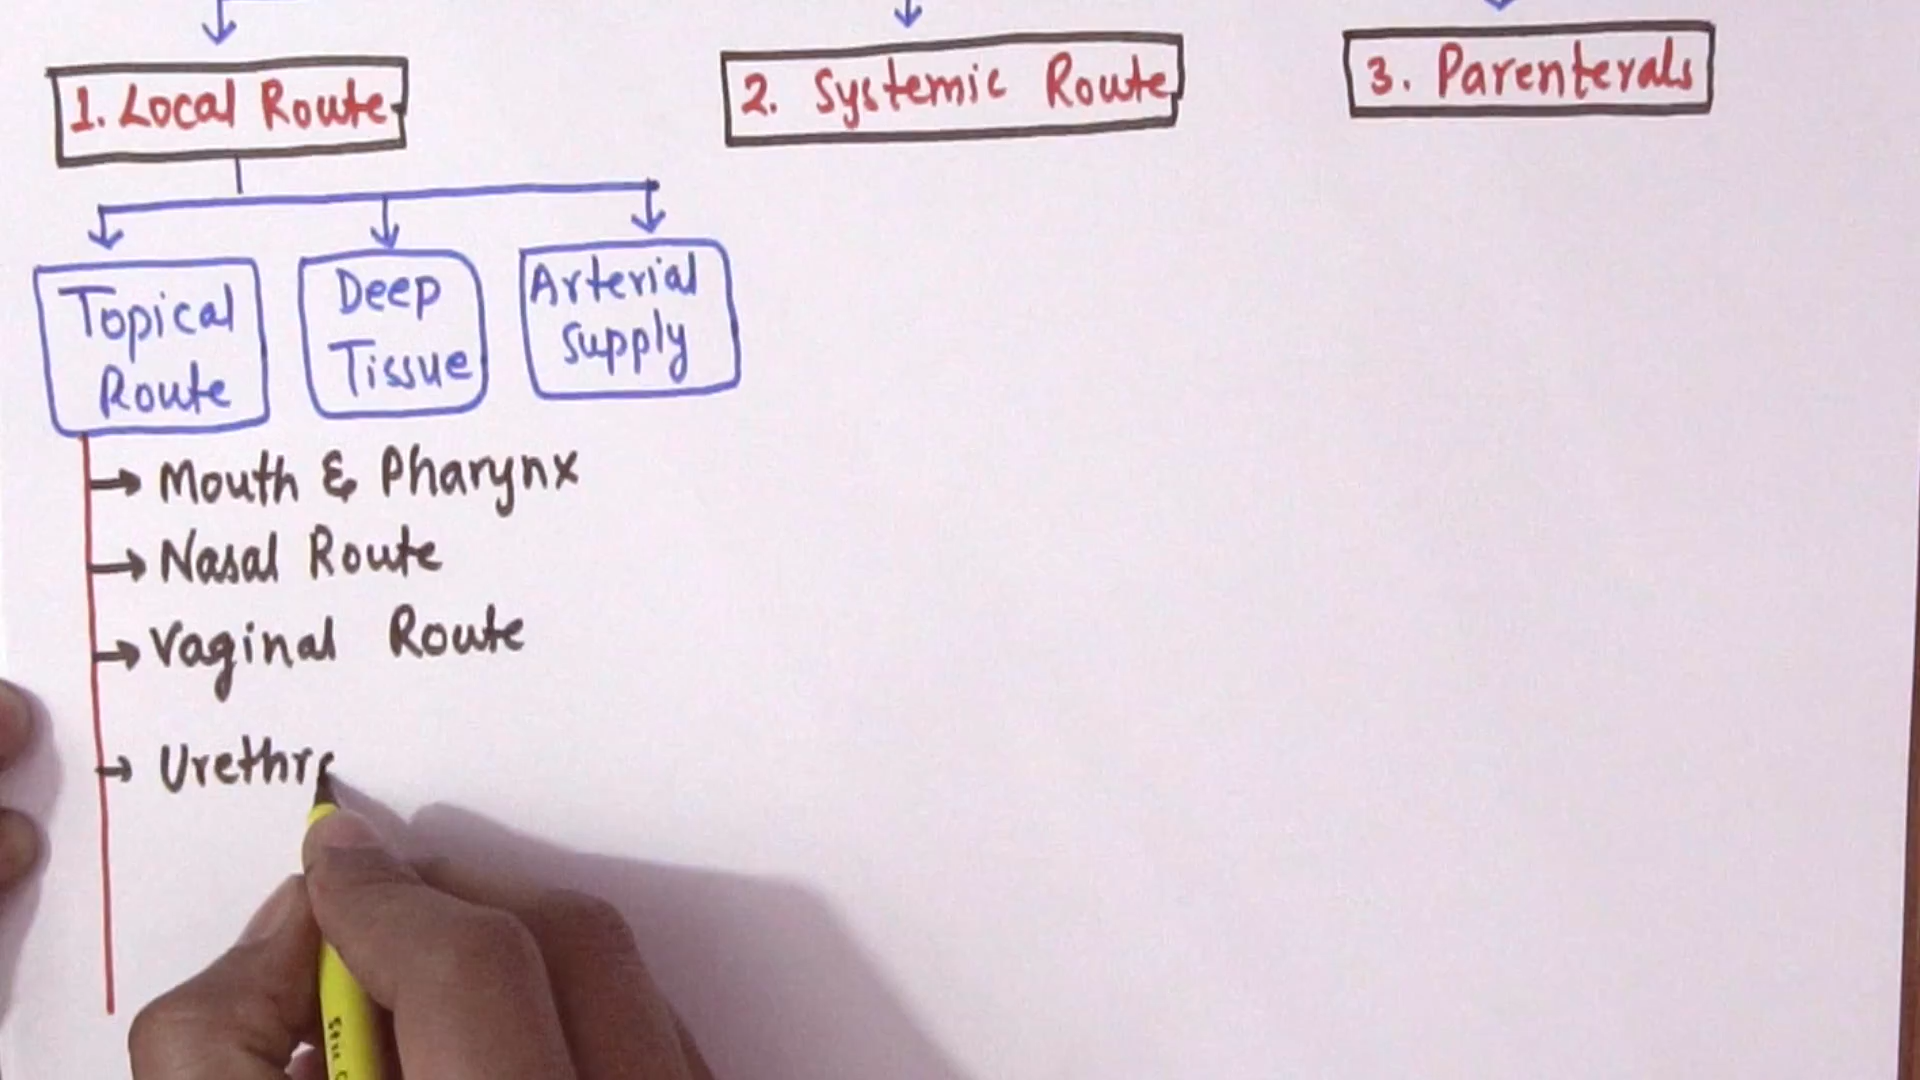 1. Local Route
2. Systemic Route
3. Parenterals
Topical
Route
Deep
Tissue
Arterial
Supply
Mouth & Pharynx
Nasal Route
Vaginal Route
Urethra